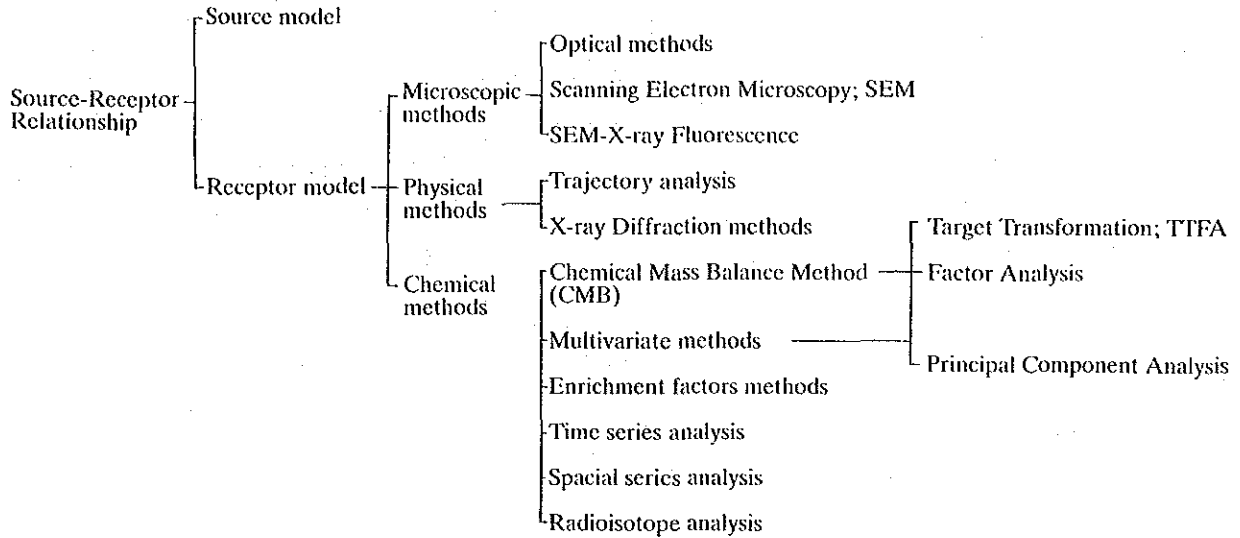 Source model
Source-Receptor
Relationship
Receptor model
Microscopic
methods
Optical methods
Scanning Electron Microscopy; SEM
SEM-X-ray Fluorescence
Physical
methods
Trajectory analysis
X-ray Diffraction methods
Chemical
methods
Chemical Mass Balance Method
(CMB)
Multivariate methods
Enrichment factors methods
Time series analysis
Spacial series analysis
Radioisotope analysis
Target Transformation; TTFA
Factor Analysis
Principal Component Analysis